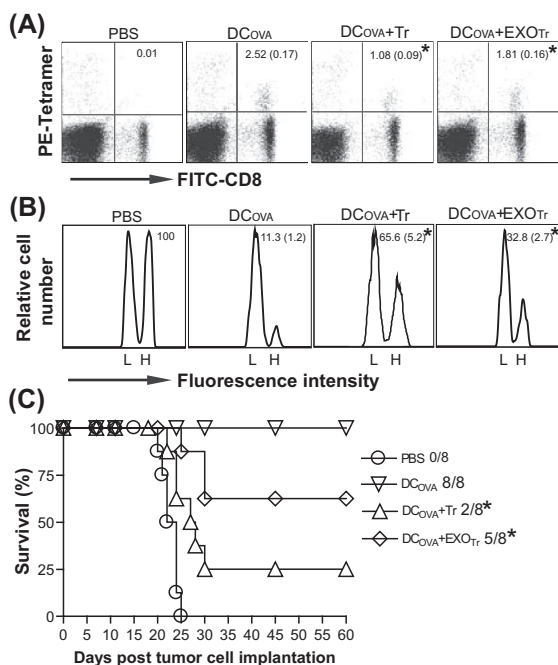 (A)
PBS
DCOVA
DCOVA+Tr
DCOVA+EXOTr
PE-Tetramer
0.01
2.52 (0.17)
1.08 (0.09)*
1.81 (0.16)*
FITC-CD8
(B)
PBS
DCOVA
DCOVA+Tr
DCOVA+EXOTr
Relative cell
number
100
11.3 (1.2)
65.6 (5.2)*
32.8 (2.7)*
L H
L H
L H
L H
Fluorescence intensity
(C)
Survival (%)
100
75
50
25
0
0 5 10 15 20 25 30 35 40 45 50 55 60
Days post tumor cell implantation
PBS 0/8
DCOVA 8/8
DCOVA+Tr 2/8*
DCOVA+EXOTr 5/8*